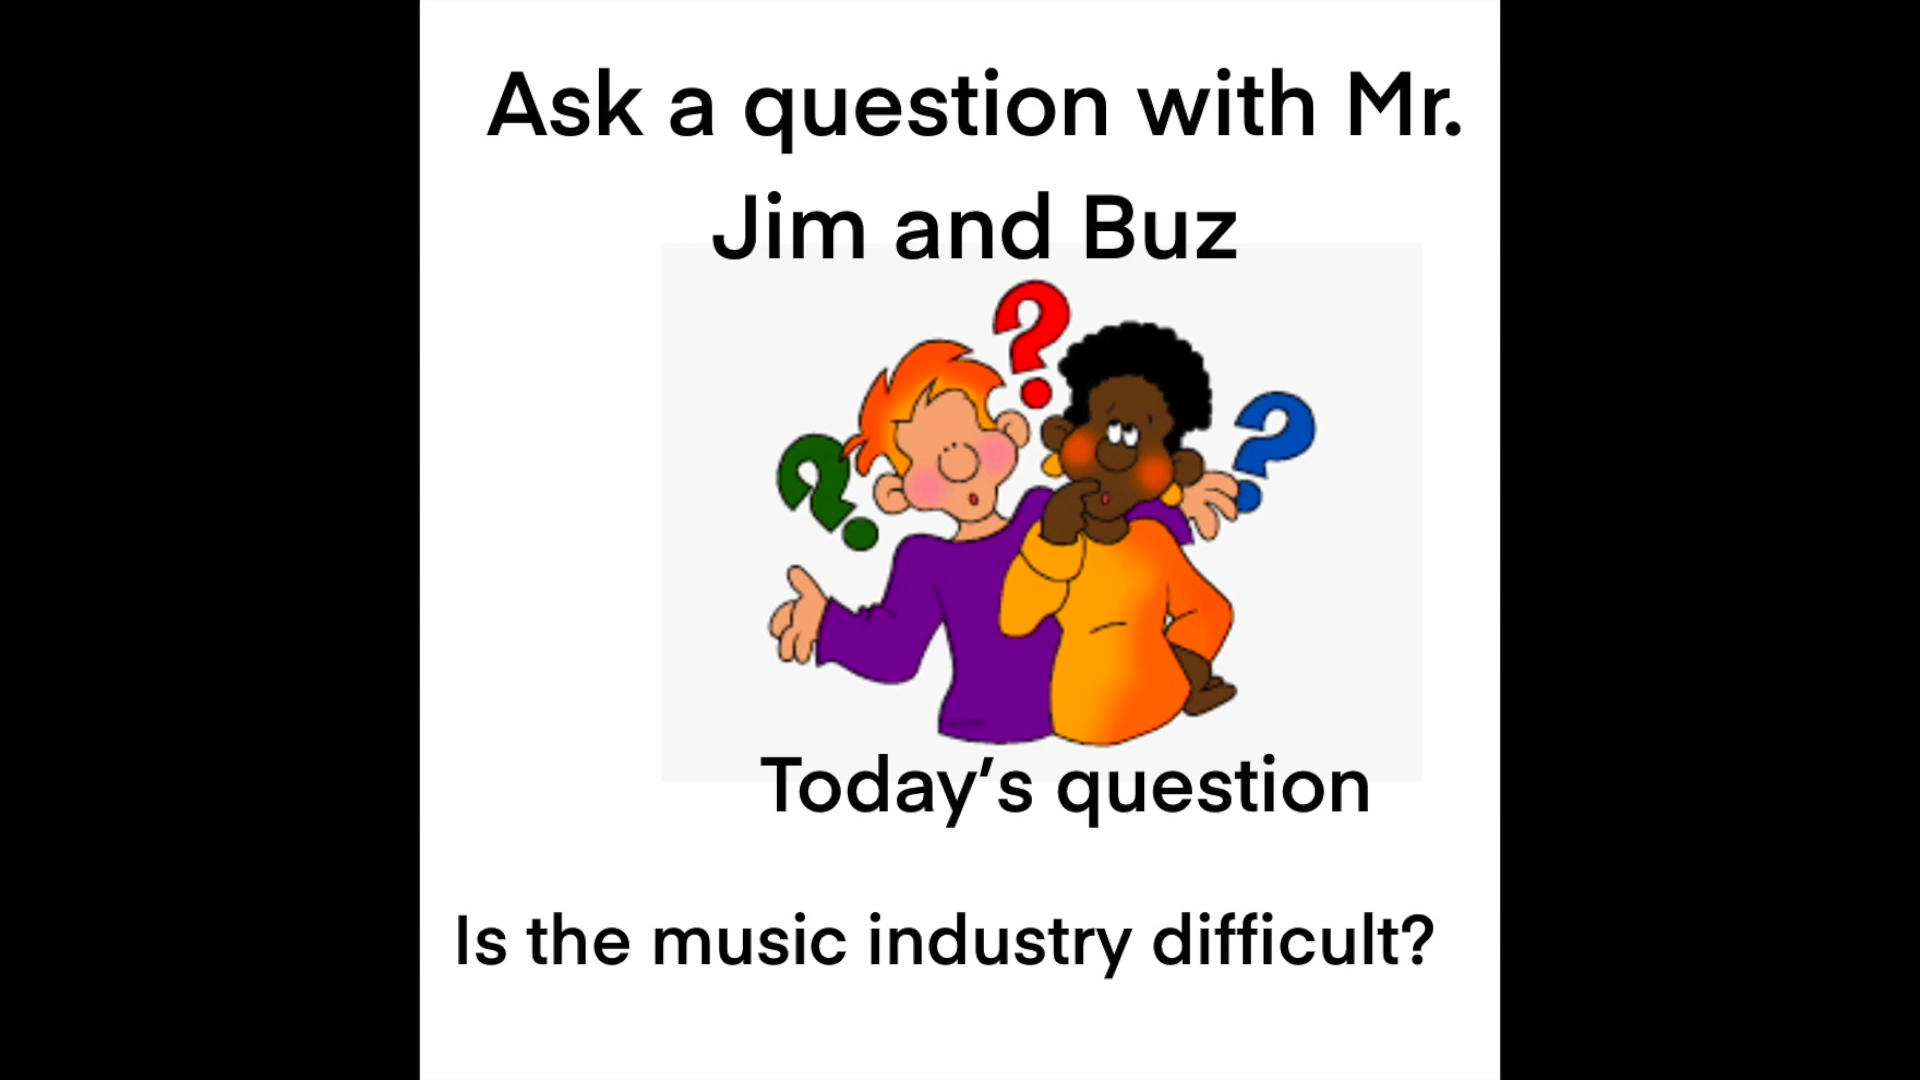 Ask a question with Mr.
Jim and Buz
? ? ?
Today’s question
Is the music industry difficult?